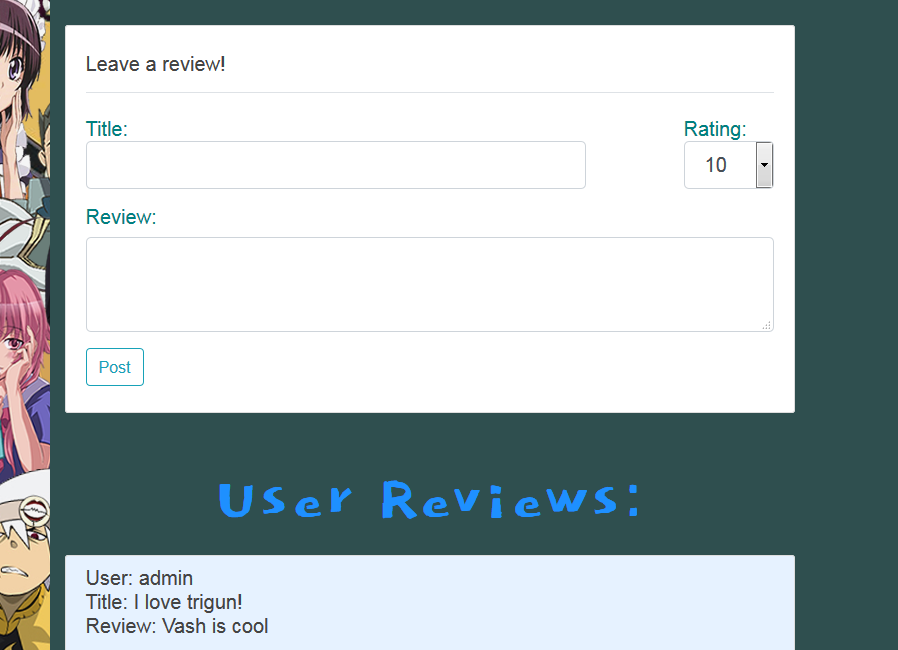 Leave a review!
Title:
Rating:
10
Review:
Post
User Reviews:
User: admin
Title: I love trigun!
Review: Vash is cool